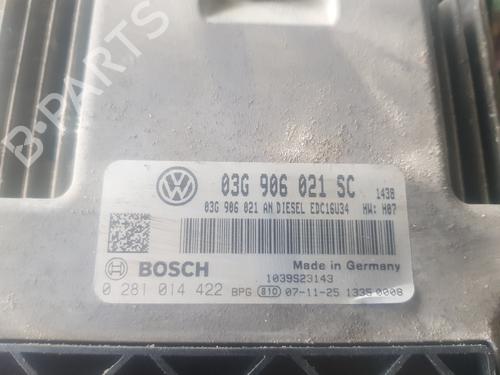 B-PARTS
03G 906 021 SC 1438
03G 906 021 AN DIESEL EDC16U34 HW: H07
BOSCH
Made in Germany
1039S23143
0 281 014 422 BPG 810 07-11-25 1335 0008